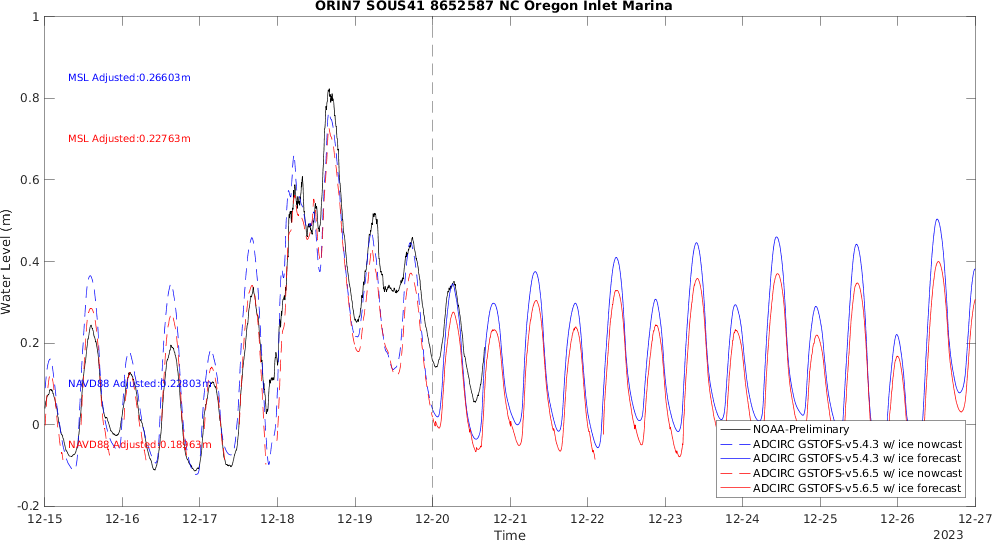 ORIN7 SOUS41 8652587 NC Oregon Inlet Marina
1
MSL Adjusted:0.26603m
0.8
MSL Adjusted:0.22763m
0.6
Water Level (m)
0.4
0.2
NAVD88 Adjusted:0.22803m
0
NAVD88 Adjusted:0.18963m
NOAA-Preliminary
ADCIRC GSTOFS-v5.4.3 w/ ice nowcast
ADCIRC GSTOFS-v5.4.3 w/ ice forecast
ADCIRC GSTOFS-v5.6.5 w/ ice nowcast
ADCIRC GSTOFS-v5.6.5 w/ ice forecast
-0.2
12-15 12-16 12-17 12-18 12-19 12-20 12-21 12-22 12-23 12-24 12-25 12-26 12-27
Time
2023